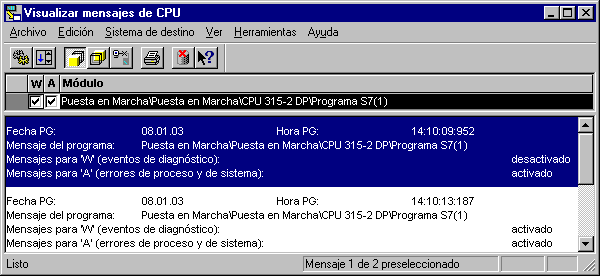 Visualizar mensajes de CPU
Archivo Edición Sistema de destino Ver Herramientas Ayuda
W A Módulo
Puesta en Marcha\Puesta en Marcha\CPU 315-2 DP\Programa S7(1)
Fecha PG: 08.01.03 Hora PG: 14:10:09:952
Mensaje del programa: Puesta en Marcha\Puesta en Marcha\CPU 315-2 DP\Programa S7(1)
Mensajes para 'W' (eventos de diagnóstico): desactivado
Mensajes para 'A' (errores de proceso y de sistema): activado
Fecha PG: 08.01.03 Hora PG: 14:10:13:187
Mensaje del programa: Puesta en Marcha\Puesta en Marcha\CPU 315-2 DP\Programa S7(1)
Mensajes para 'W' (eventos de diagnóstico): activado
Mensajes para 'A' (errores de proceso y de sistema): activado
Listo Mensaje 1 de 2 preseleccionado